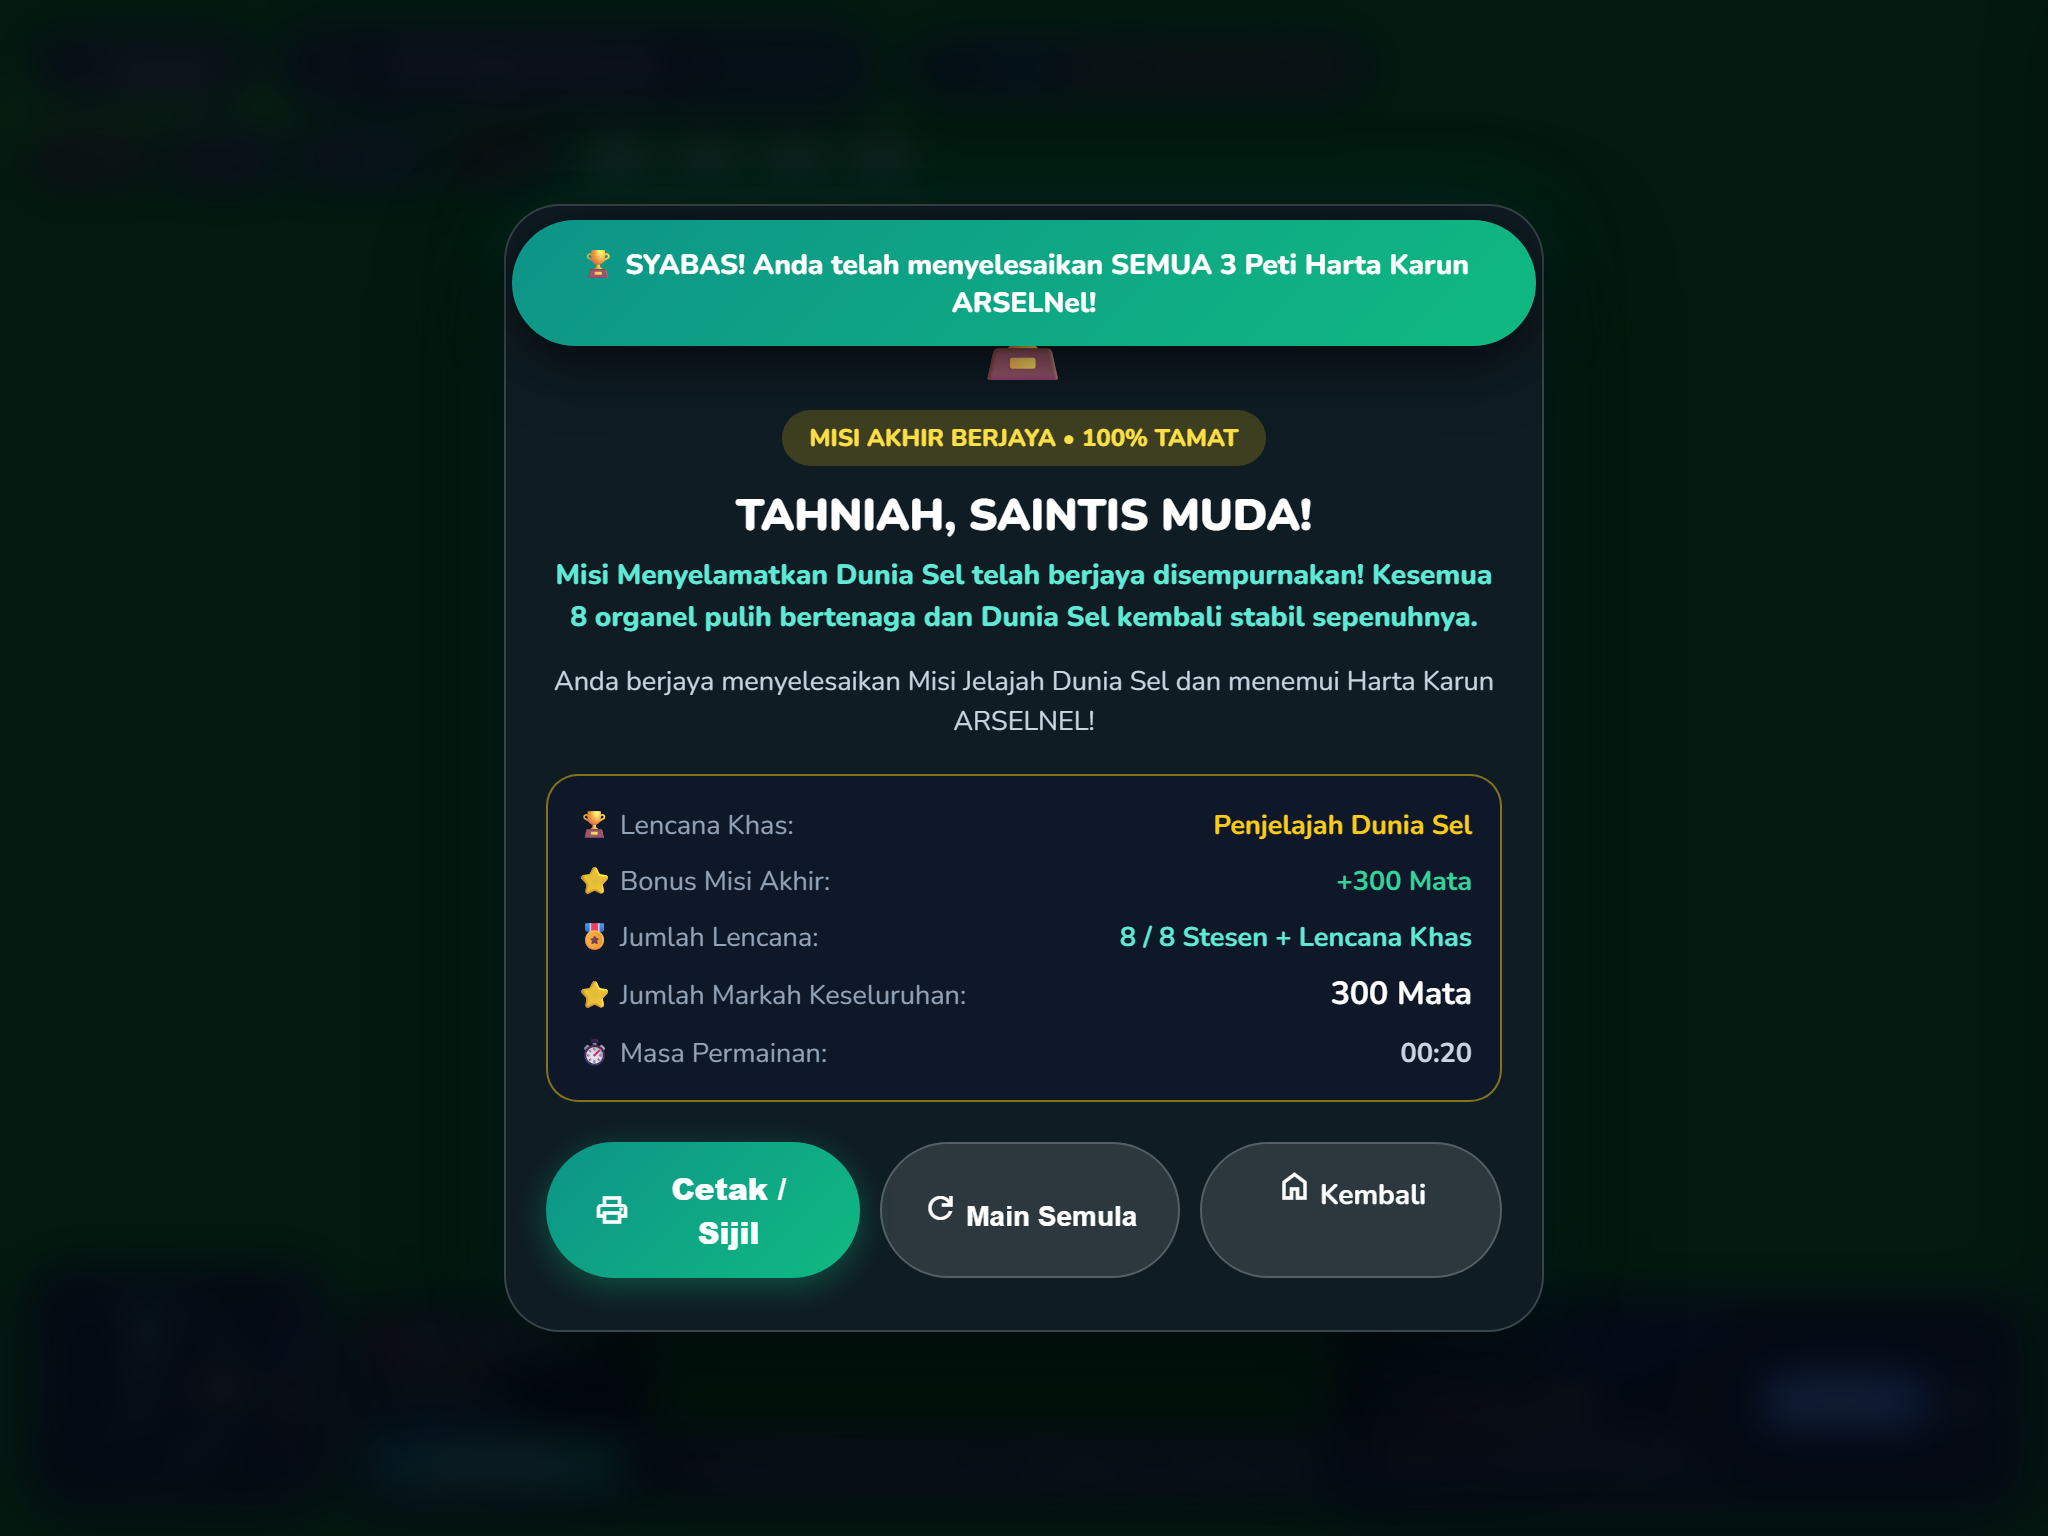 🏆 SYABAS! Anda telah menyelesaikan SEMUA 3 Peti Harta Karun
ARSELNel!
MISI AKHIR BERJAYA • 100% TAMAT
TAHNIAH, SAINTIS MUDA!
Misi Menyelamatkan Dunia Sel telah berjaya disempurnakan! Kesemua
8 organel pulih bertenaga dan Dunia Sel kembali stabil sepenuhnya.
Anda berjaya menyelesaikan Misi Jelajah Dunia Sel dan menemui Harta Karun
ARSELNEL!
🏆 Lencana Khas: Penjelajah Dunia Sel
⭐ Bonus Misi Akhir: +300 Mata
🏅 Jumlah Lencana: 8 / 8 Stesen + Lencana Khas
⭐ Jumlah Markah Keseluruhan: 300 Mata
⏱️ Masa Permainan: 00:20
Cetak /
Sijil
Main Semula
Kembali